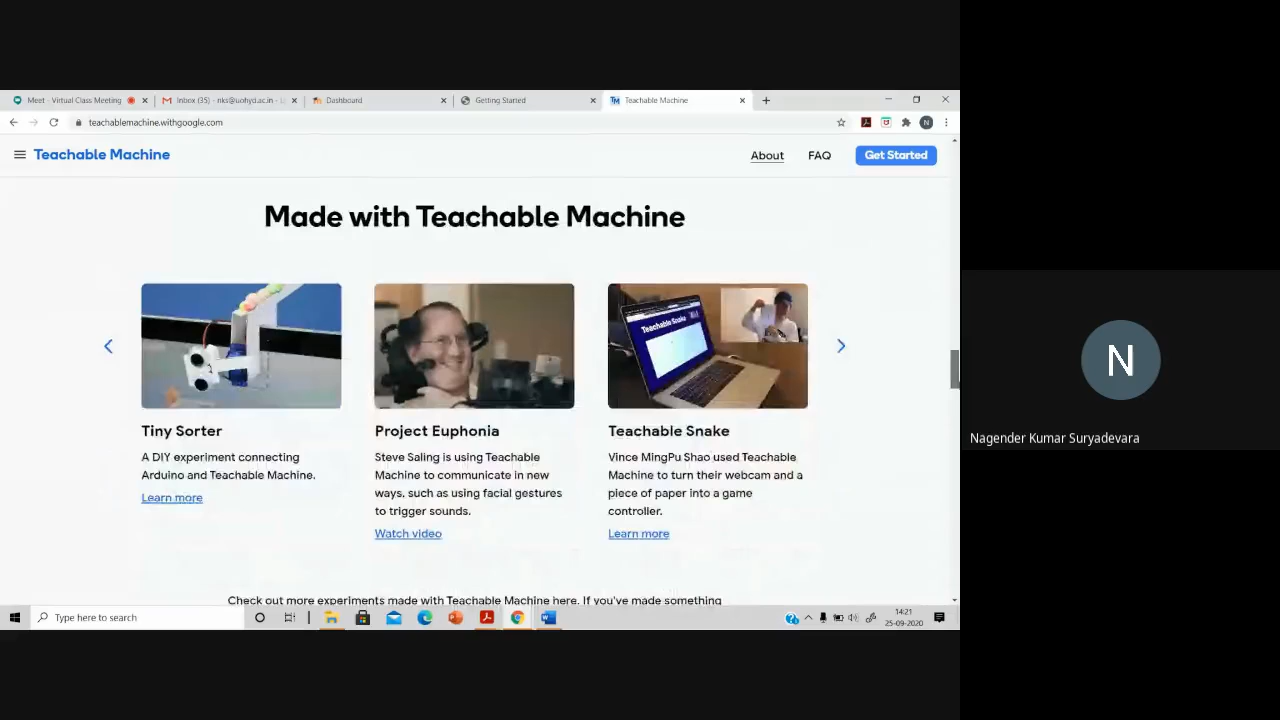 Meet - Virtual Class Meeting
Inbox (35) - nks@uohyd.ac.in
Dashboard
Getting Started
TM Teachable Machine
teachablemachine.withgoogle.com
N
Teachable Machine
About
FAQ
Get Started
Made with Teachable Machine
Teachable Snake
Tiny Sorter
A DIY experiment connecting
Arduino and Teachable Machine.
Learn more
Project Euphonia
Steve Saling is using Teachable
Machine to communicate in new
ways, such as using facial gestures
to trigger sounds.
Watch video
Teachable Snake
Vince MingPu Shao used Teachable
Machine to turn their webcam and a
piece of paper into a game
controller.
Learn more
Check out more experiments made with Teachable Machine here. If you've made something
Type here to search
14:21
25-09-2020
N
Nagender Kumar Suryadevara